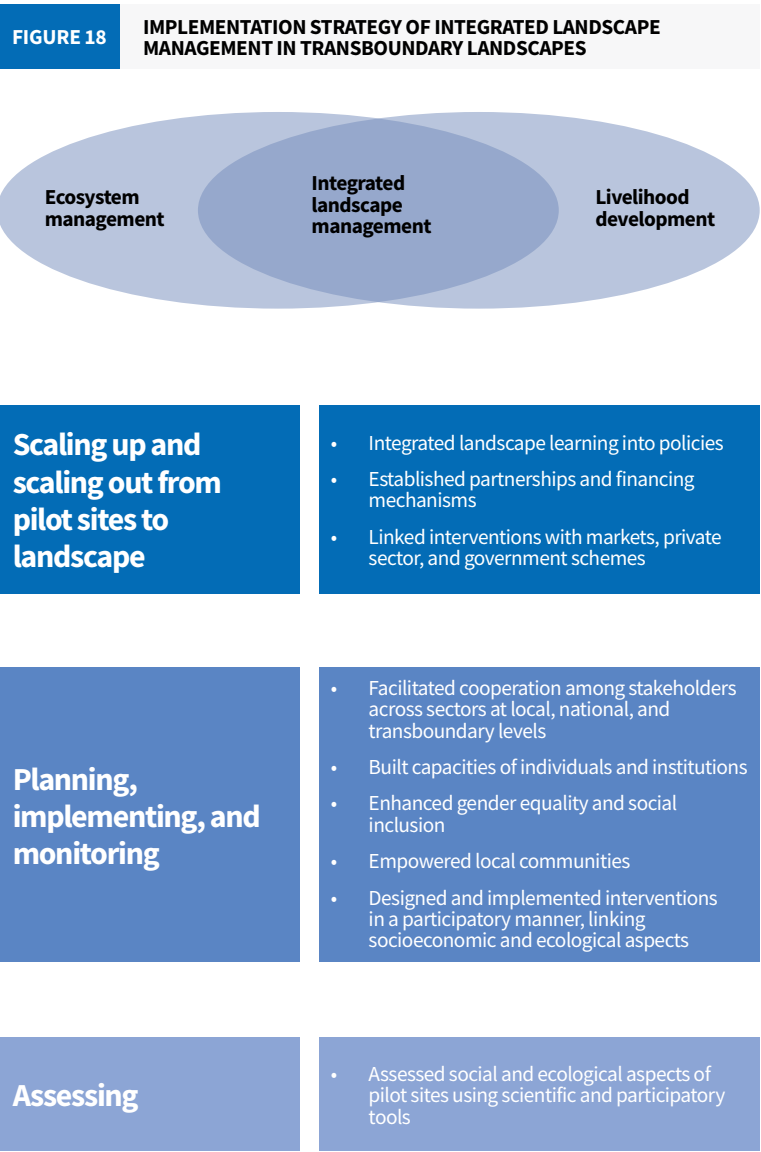 FIGURE 18
IMPLEMENTATION STRATEGY OF INTEGRATED LANDSCAPE
MANAGEMENT IN TRANSBOUNDARY LANDSCAPES
Ecosystem
management
Integrated
landscape
management
Livelihood
development
Scaling up and
scaling out from
pilot sites to
landscape
• Integrated landscape learning into policies
• Established partnerships and financing
mechanisms
• Linked interventions with markets, private
sector, and government schemes
Planning,
implementing, and
monitoring
• Facilitated cooperation among stakeholders
across sectors at local, national, and
transboundary levels
• Built capacities of individuals and institutions
• Enhanced gender equality and social
inclusion
• Empowered local communities
• Designed and implemented interventions
in a participatory manner, linking
socioeconomic and ecological aspects
Assessing
• Assessed social and ecological aspects of
pilot sites using scientific and participatory
tools